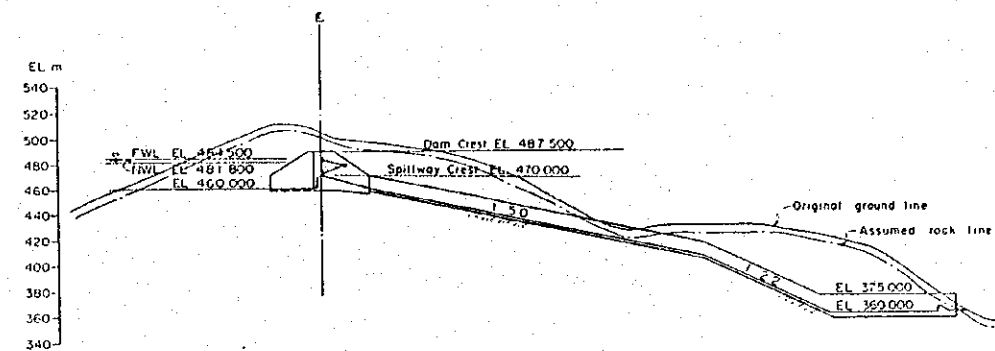 EL m
540
520
500
480
460
440
420
400
380
360
340
Dam Crest EL 487.500
FWL EL 484.500
NWL EL 481.800
EL 460.000
Spillway Crest EL 470.000
1:5.0
Original ground line
Assumed rock line
1:2.2
EL 375.000
EL 360.000